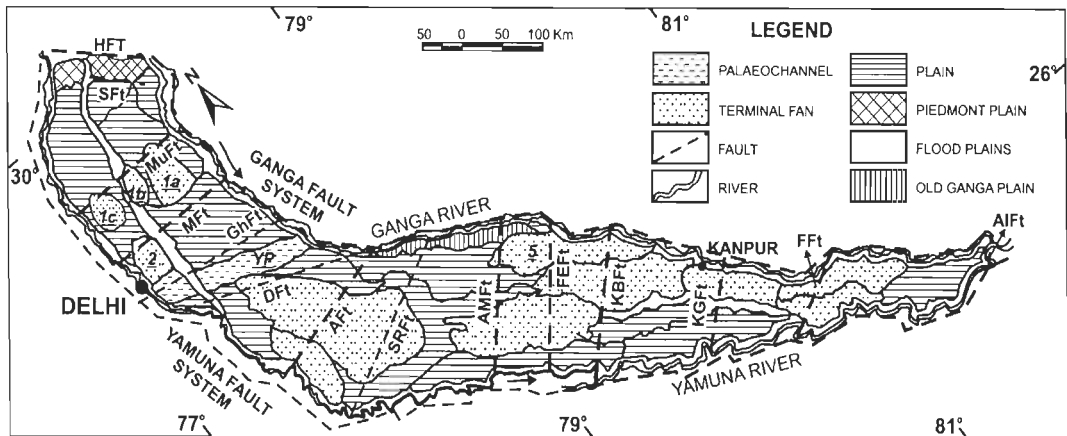 79°
81°
50 0 50 100 Km
LEGEND
PALAEOCHANNEL
PLAIN
26°
TERMINAL FAN
PIEDMONT PLAIN
FAULT
FLOOD PLAINS
RIVER
OLD GANGA PLAIN
HFT
N
SFt
30°
MuFt
1a
1b
1c
GANGA FAULT
SYSTEM
MFt
GhFt
GANGA RIVER
2
YP
5
KANPUR
FFt
AlFt
DELHI
DFt
AFt
SRFt
AMFt
FEFt
KBFt
KGFt
YAMUNA FAULT
SYSTEM
YAMUNA RIVER
77°
79°
81°